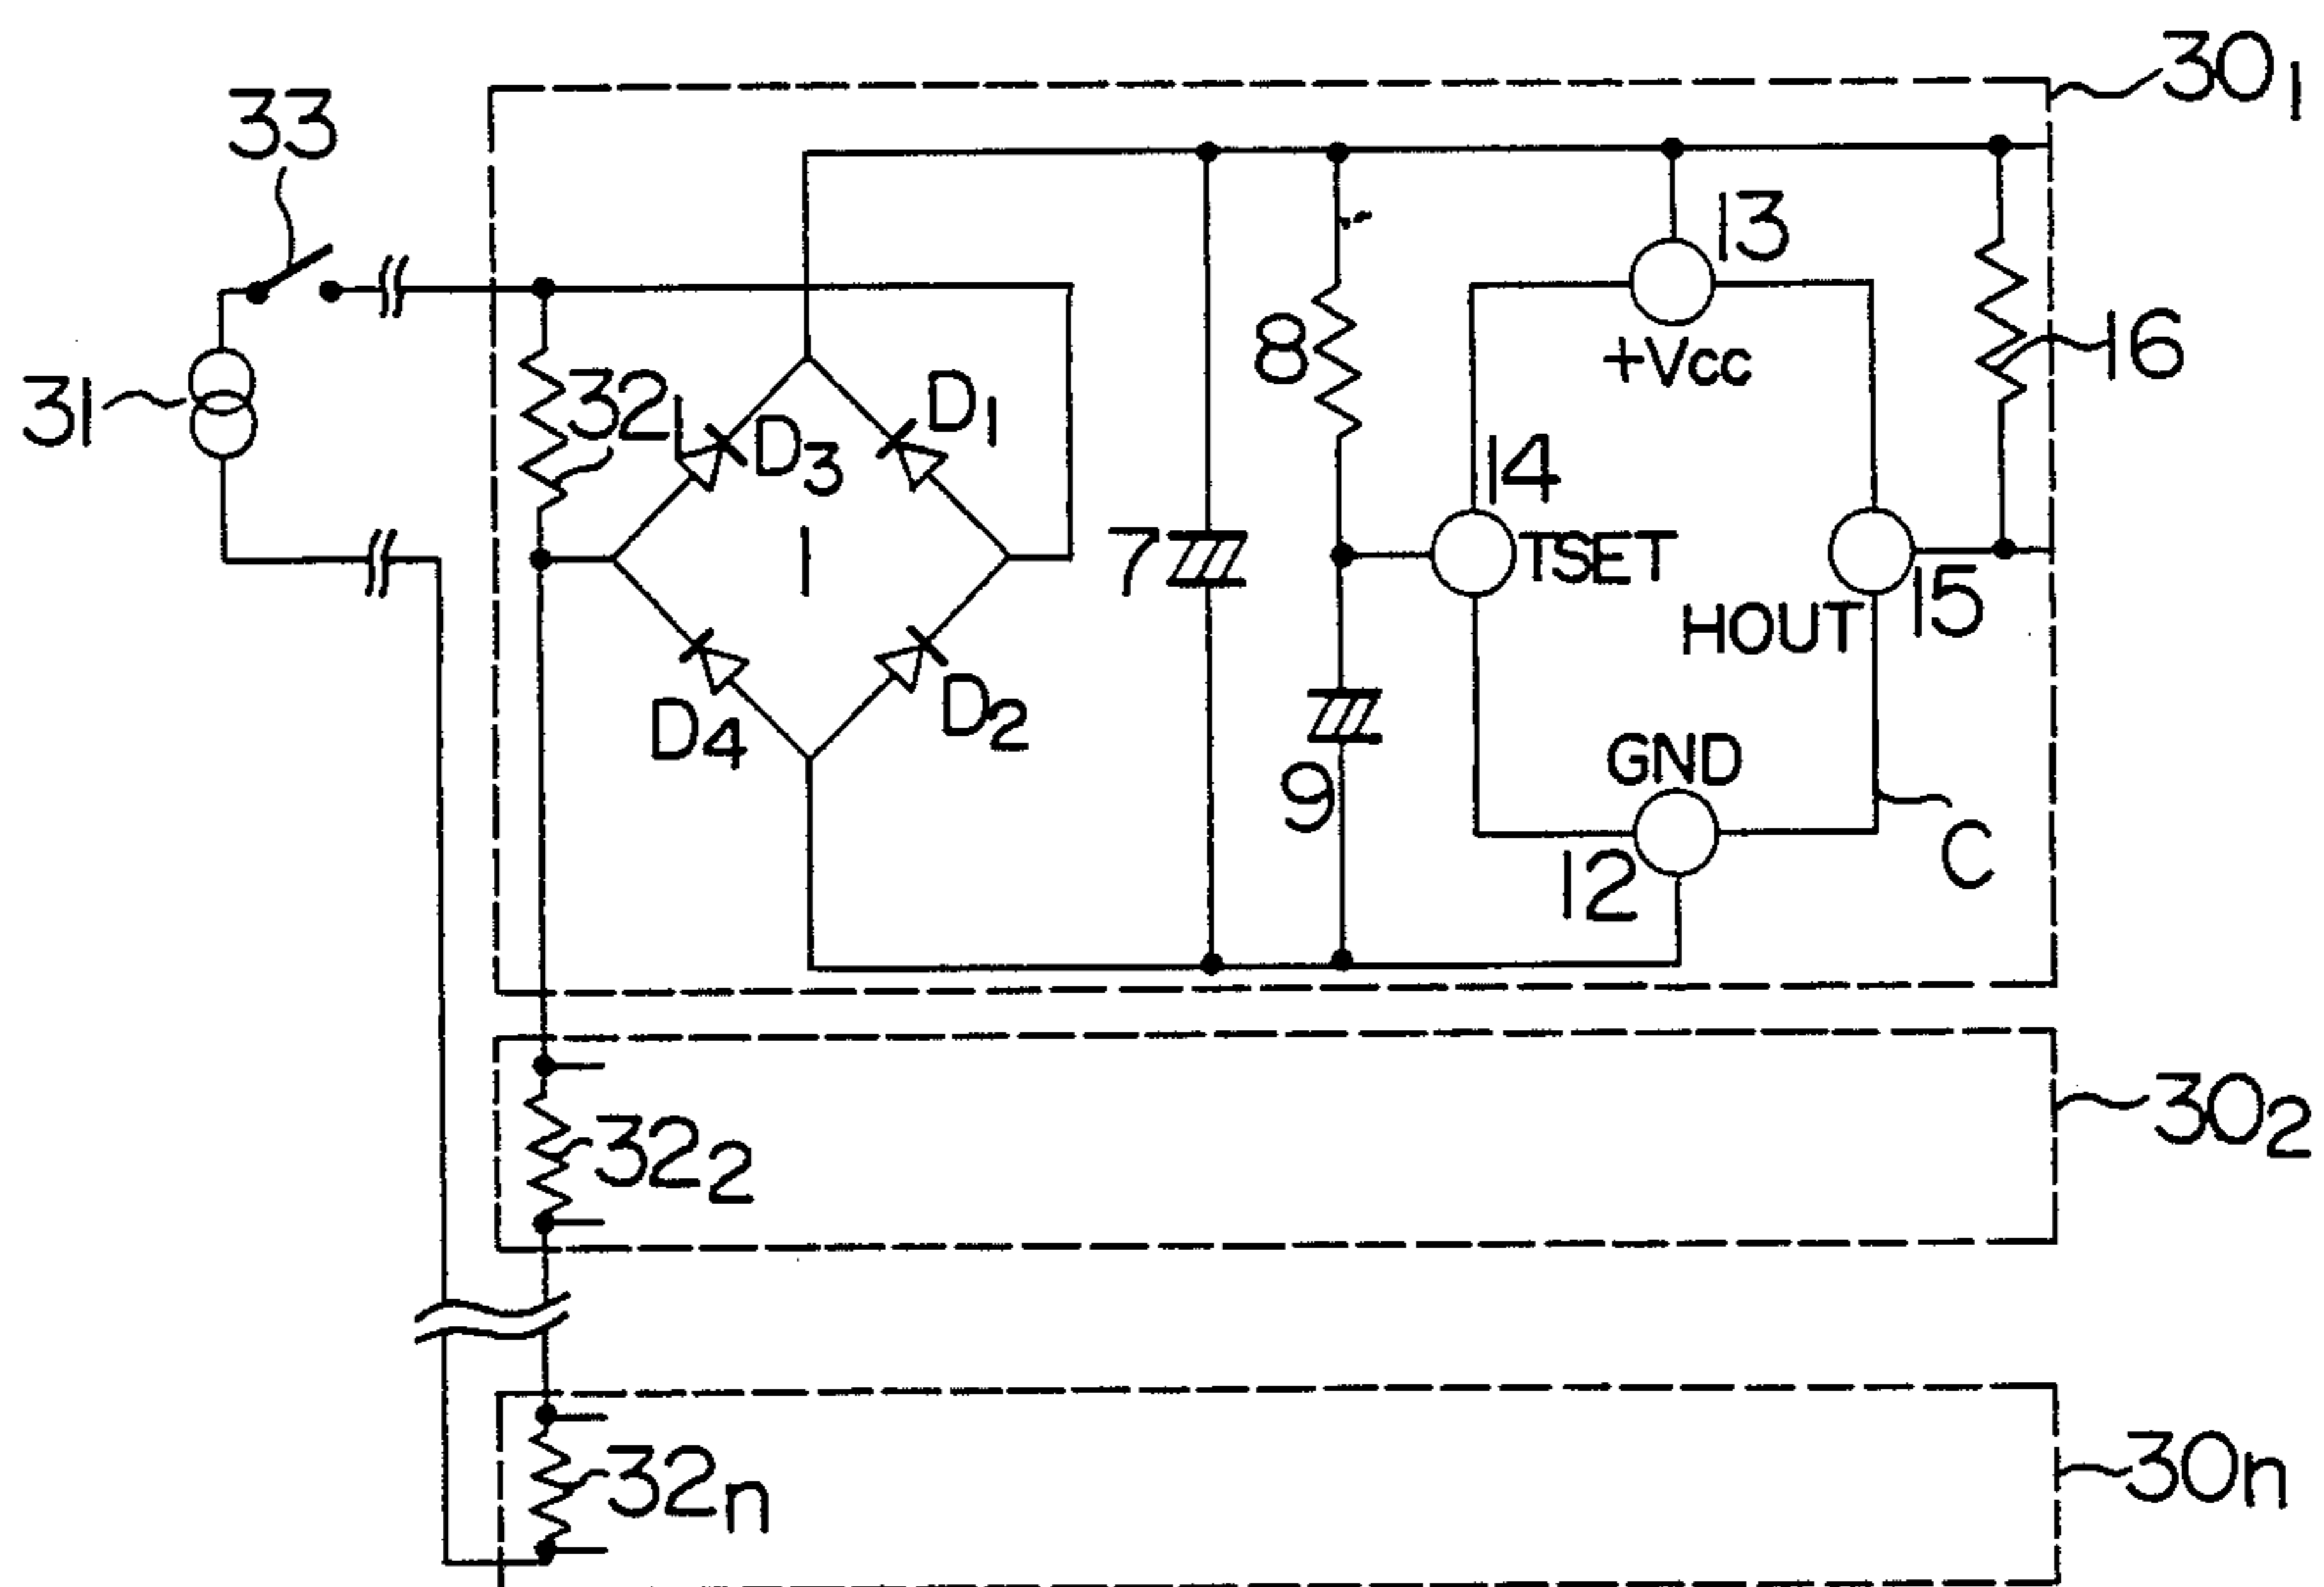 30₁
33
13
+Vcc
8
16
31
32₁
D₃
D₁
14
1
7
TSET
15
HOUT
D₄
D₂
GND
9
12
C
30₂
32₂
30n
32n